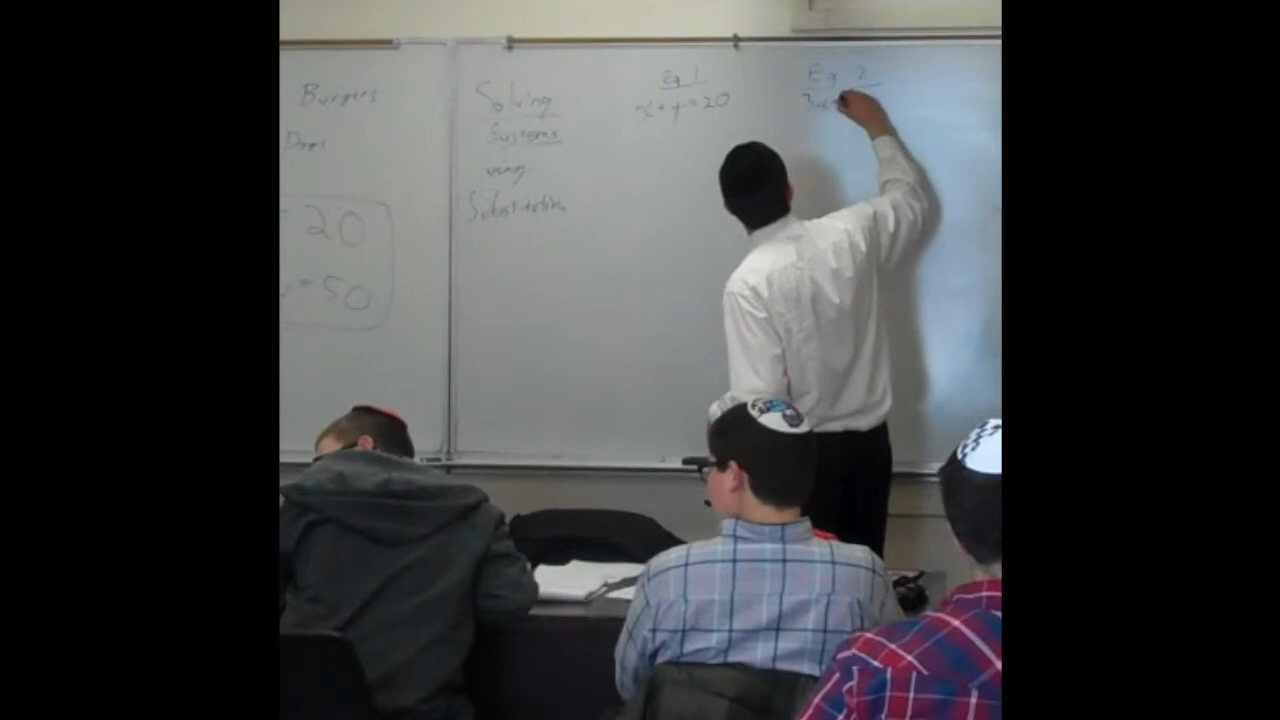 Burgers
Dogs
= 20
= 50
Solving
Systems
using
Substitution
Eq 1
x + y = 20
Eq 2